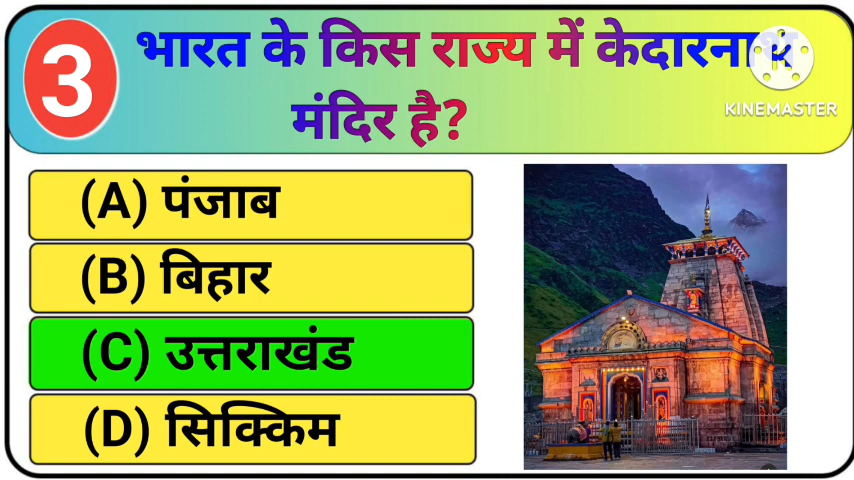 3
भारत के किस राज्य में केदारनाथ
मंदिर है?
KINEMASTER
(A) पंजाब
(B) बिहार
(C) उत्तराखंड
(D) सिक्किम